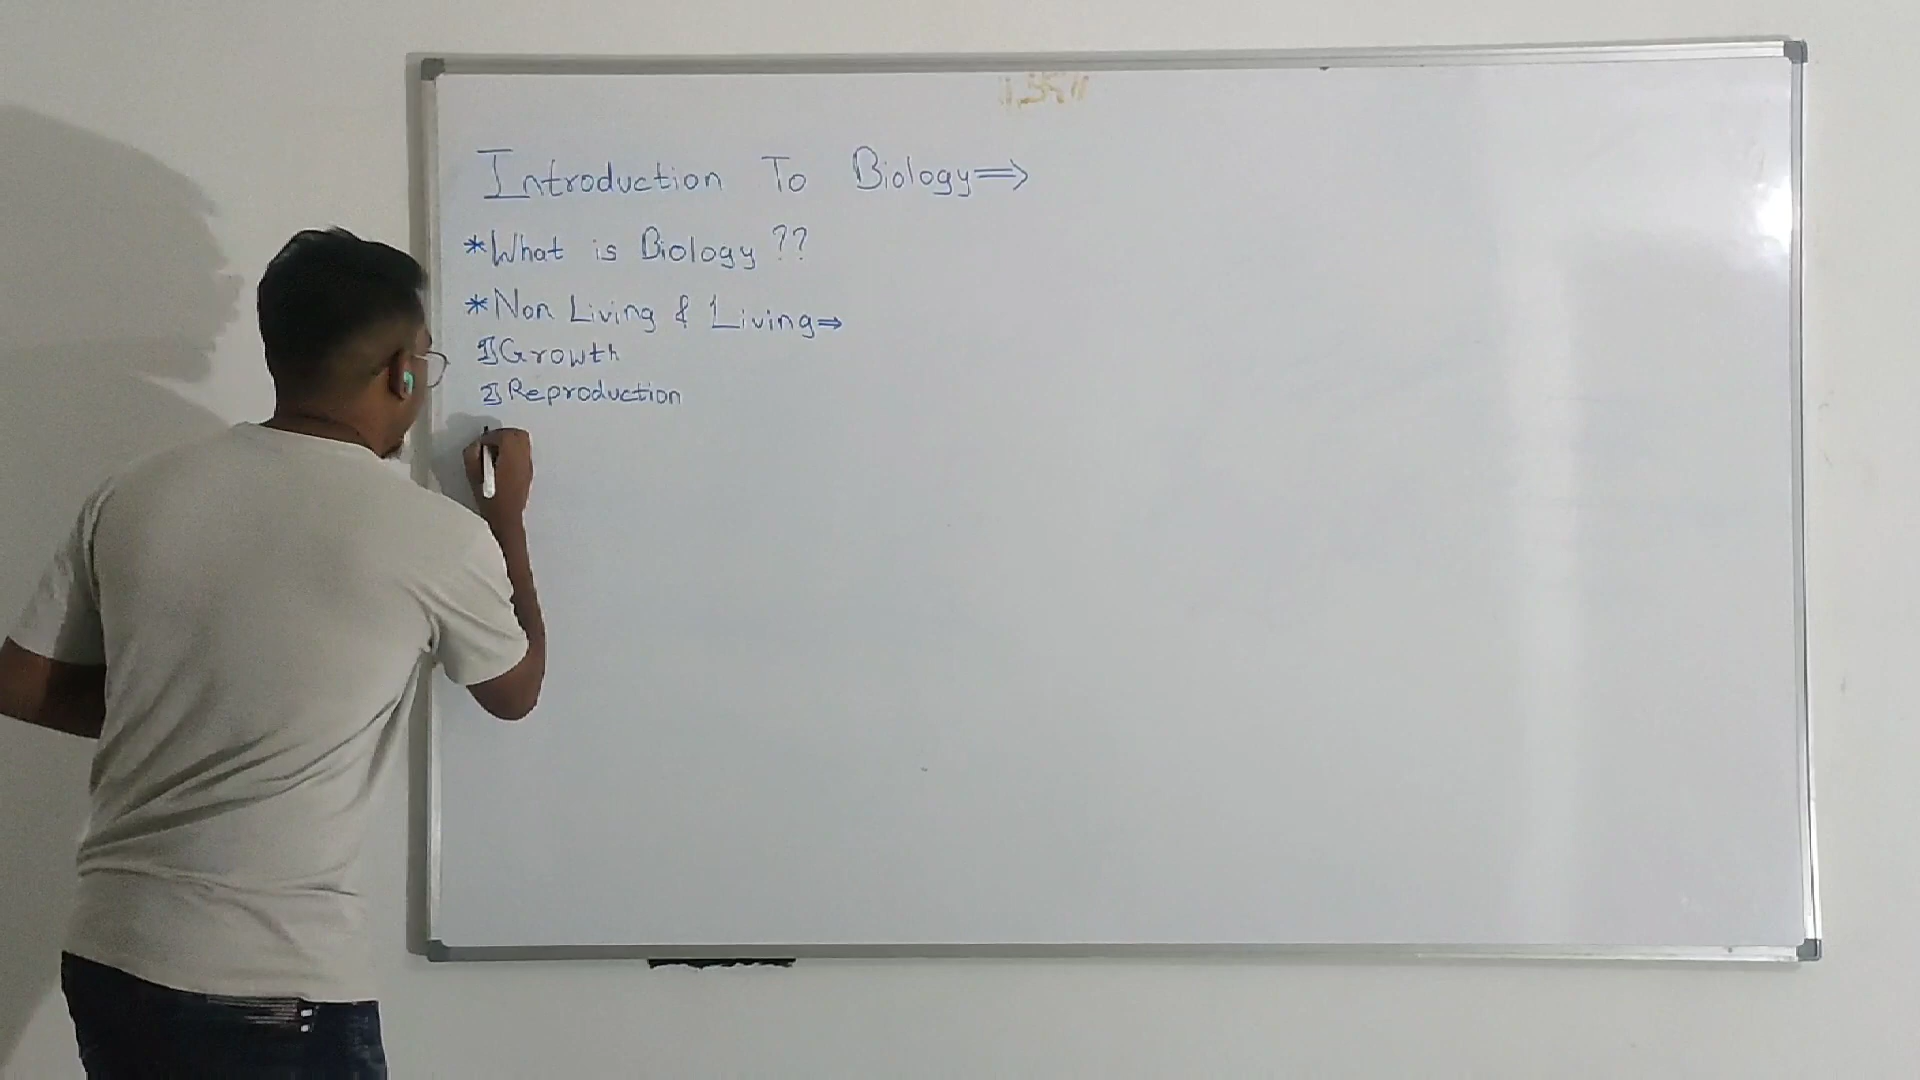 Introduction To Biology⇒
*What is Biology ??
*Non Living & Living⇒
1] Growth
2] Reproduction